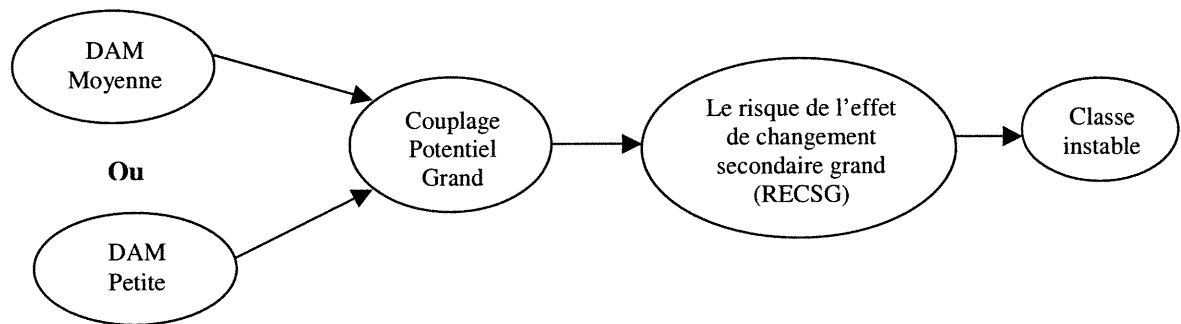 DAM
Moyenne
Ou
DAM
Petite
Couplage
Potentiel
Grand
Le risque de l'effet
de changement
secondaire grand
(RECSG)
Classe
instable